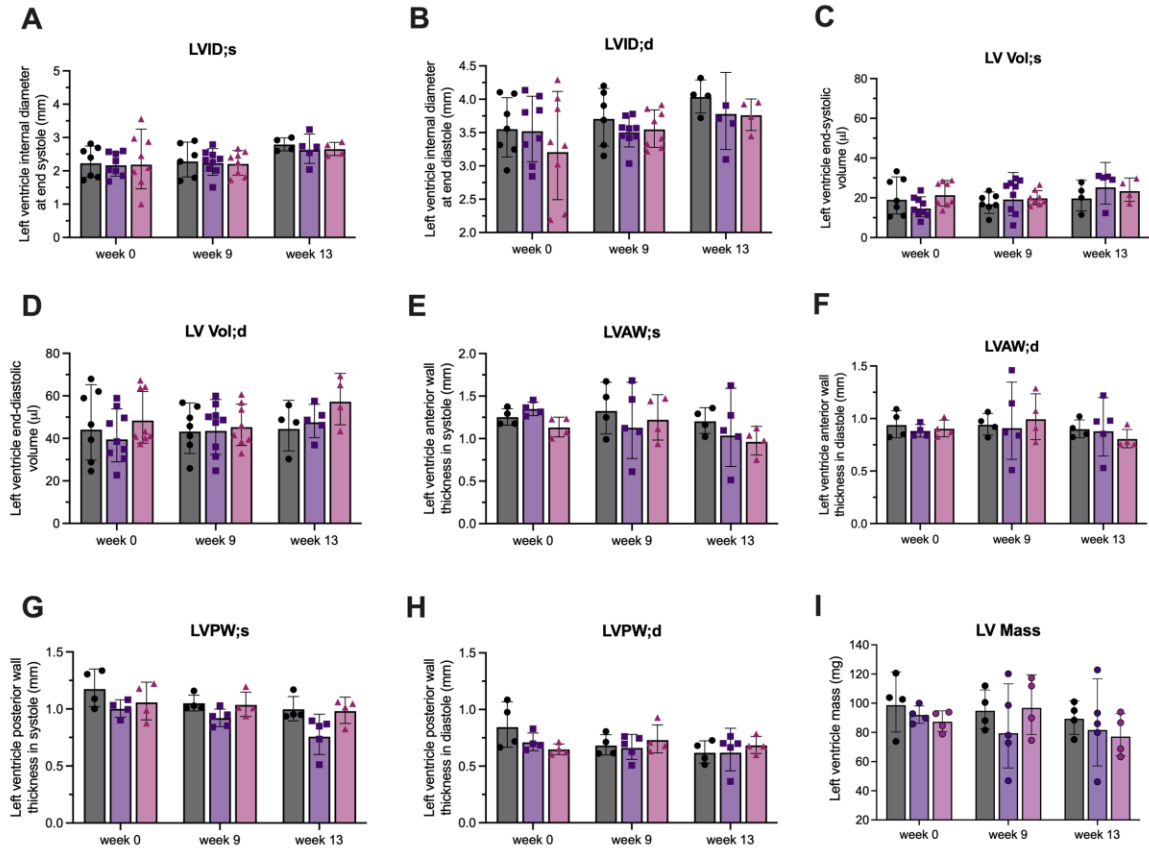 A
LVID;s
Left ventricle internal diameter
at end systole (mm)
5
4
3
2
1
0
week 0 week 9 week 13
B
LVID;d
Left ventricle internal diameter
at end diastole (mm)
4.5
4.0
3.5
3.0
2.5
2.0
week 0 week 9 week 13
C
LV Vol;s
Left ventricle end-systolic
volume (µl)
80
60
40
20
0
week 0 week 9 week 13
D
LV Vol;d
Left ventricle end-diastolic
volume (µl)
80
60
40
20
0
week 0 week 9 week 13
E
LVAW;s
Left ventricle anterior wall
thickness in systole (mm)
2.0
1.5
1.0
0.5
0.0
week 0 week 9 week 13
F
LVAW;d
Left ventricle anterior wall
thickness in diastole (mm)
1.5
1.0
0.5
0.0
week 0 week 9 week 13
G
LVPW;s
Left ventricle posterior wall
thickness in systole (mm)
1.5
1.0
0.5
0.0
week 0 week 9 week 13
H
LVPW;d
Left ventricle posterior wall
thickness in diastole (mm)
1.5
1.0
0.5
0.0
week 0 week 9 week 13
I
LV Mass
Left ventricle mass (mg)
140
120
100
80
60
40
20
week 0 week 9 week 13